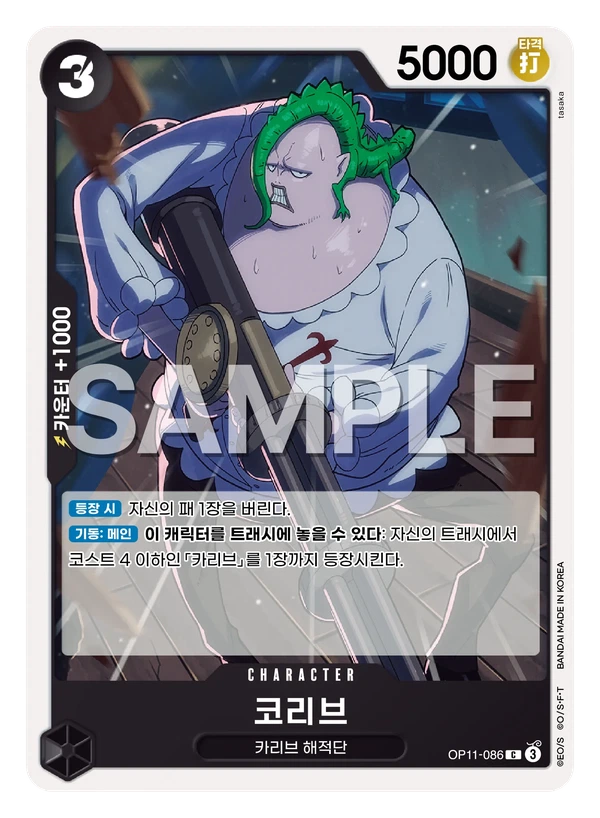 3
5000
타격
打
tasaka
⚡카운터 +1000
SAMPLE
등장 시 자신의 패 1장을 버린다.
기동: 메인 이 캐릭터를 트래시에 놓을 수 있다: 자신의 트래시에서
코스트 4 이하인 「카리브」를 1장까지 등장시킨다.
CHARACTER
코리브
카리브 해적단
OP11-086 C 3
©EO/S ©O/S·F·T BANDAI MADE IN KOREA